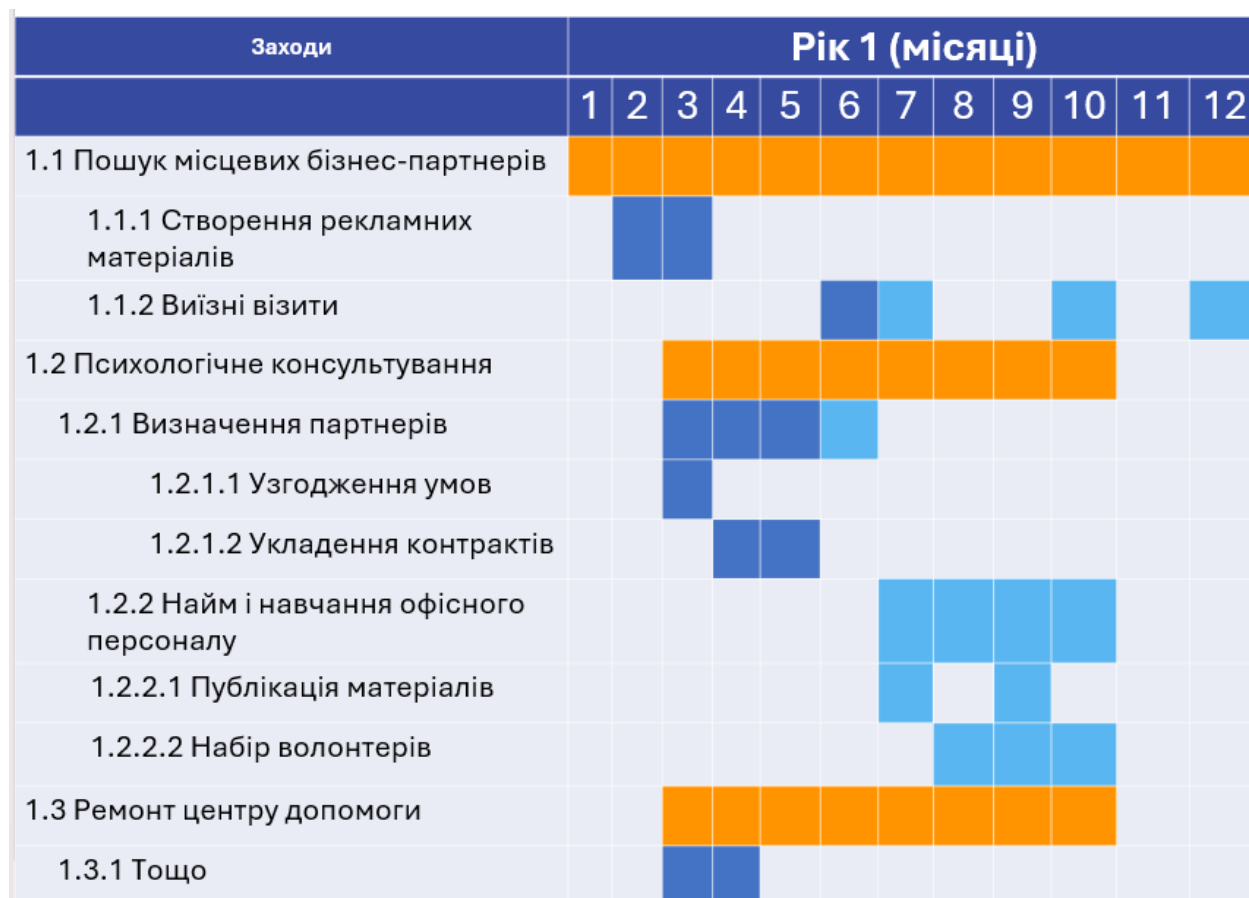 Заходи
Рік 1 (місяці)
1 2 3 4 5 6 7 8 9 10 11 12
1.1 Пошук місцевих бізнес-партнерів
1.1.1 Створення рекламних
матеріалів
1.1.2 Виїзні візити
1.2 Психологічне консультування
1.2.1 Визначення партнерів
1.2.1.1 Узгодження умов
1.2.1.2 Укладення контрактів
1.2.2 Найм і навчання офісного
персоналу
1.2.2.1 Публікація матеріалів
1.2.2.2 Набір волонтерів
1.3 Ремонт центру допомоги
1.3.1 Тощо